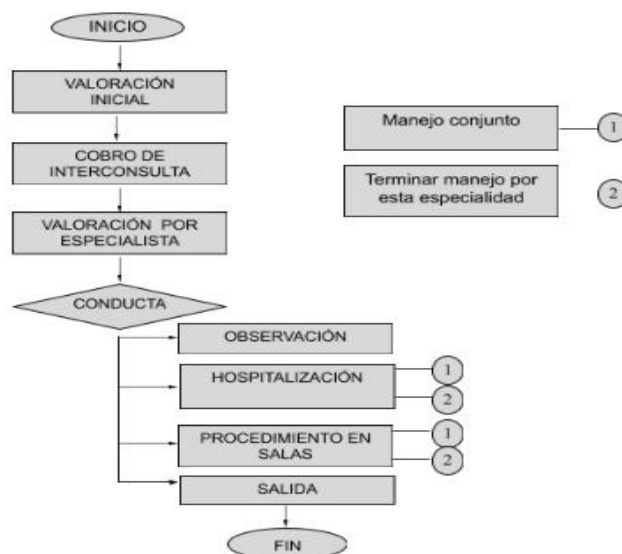 INICIO
VALORACIÓN
INICIAL
COBRO DE
INTERCONSULTA
VALORACIÓN POR
ESPECIALISTA
CONDUCTA
OBSERVACIÓN
HOSPITALIZACIÓN
1
2
PROCEDIMIENTO EN
SALAS
1
2
SALIDA
FIN
Manejo conjunto
1
Terminar manejo por
esta especialidad
2